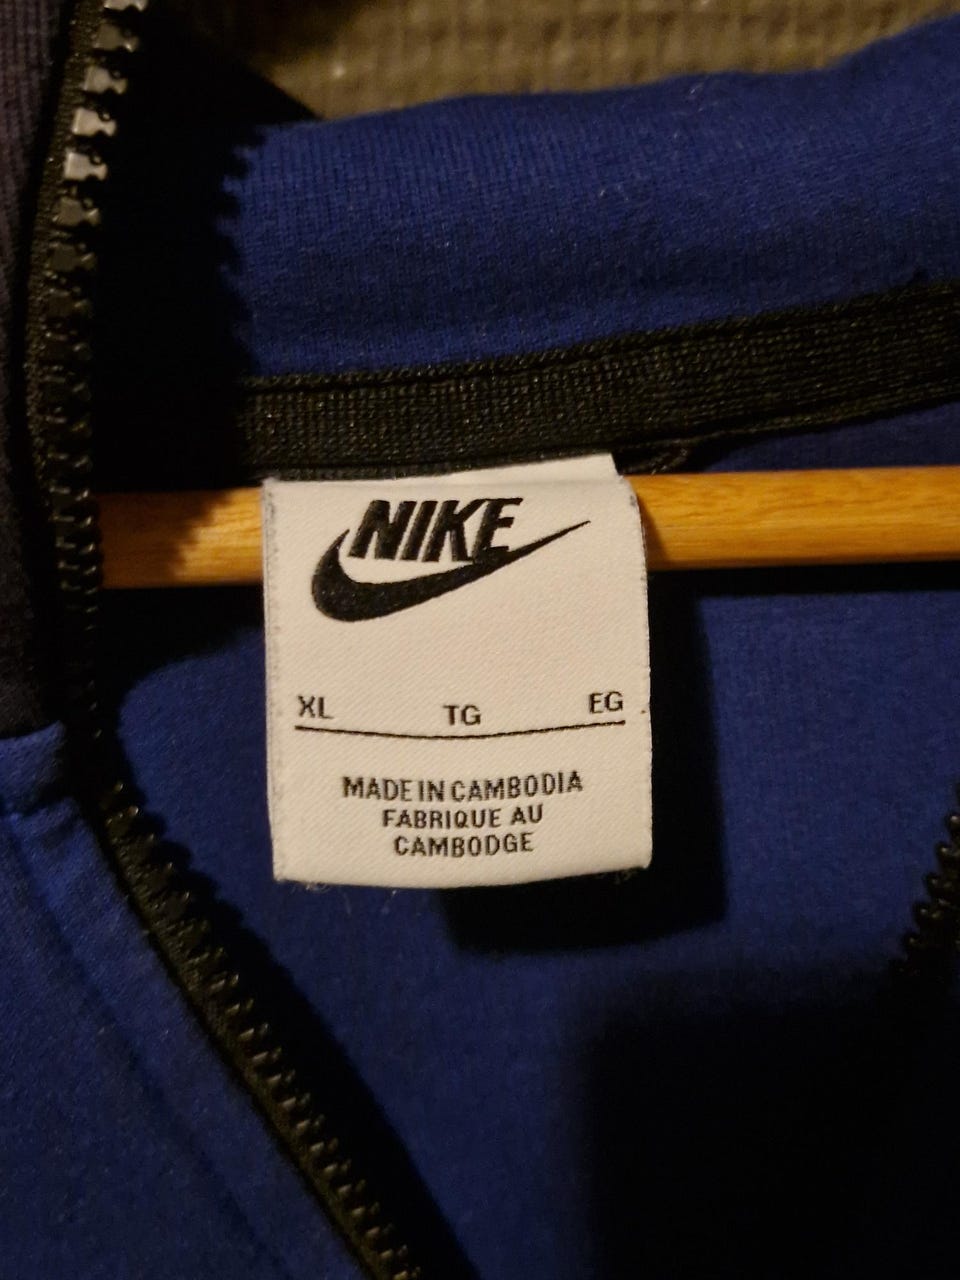 NIKE
XL TG EG
MADE IN CAMBODIA
FABRIQUE AU
CAMBODGE